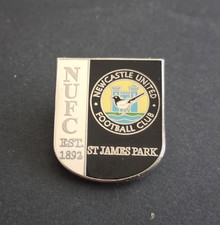 NUFC
EST.
1892
NEWCASTLE UNITED
FOOTBALL CLUB
ST JAMES PARK